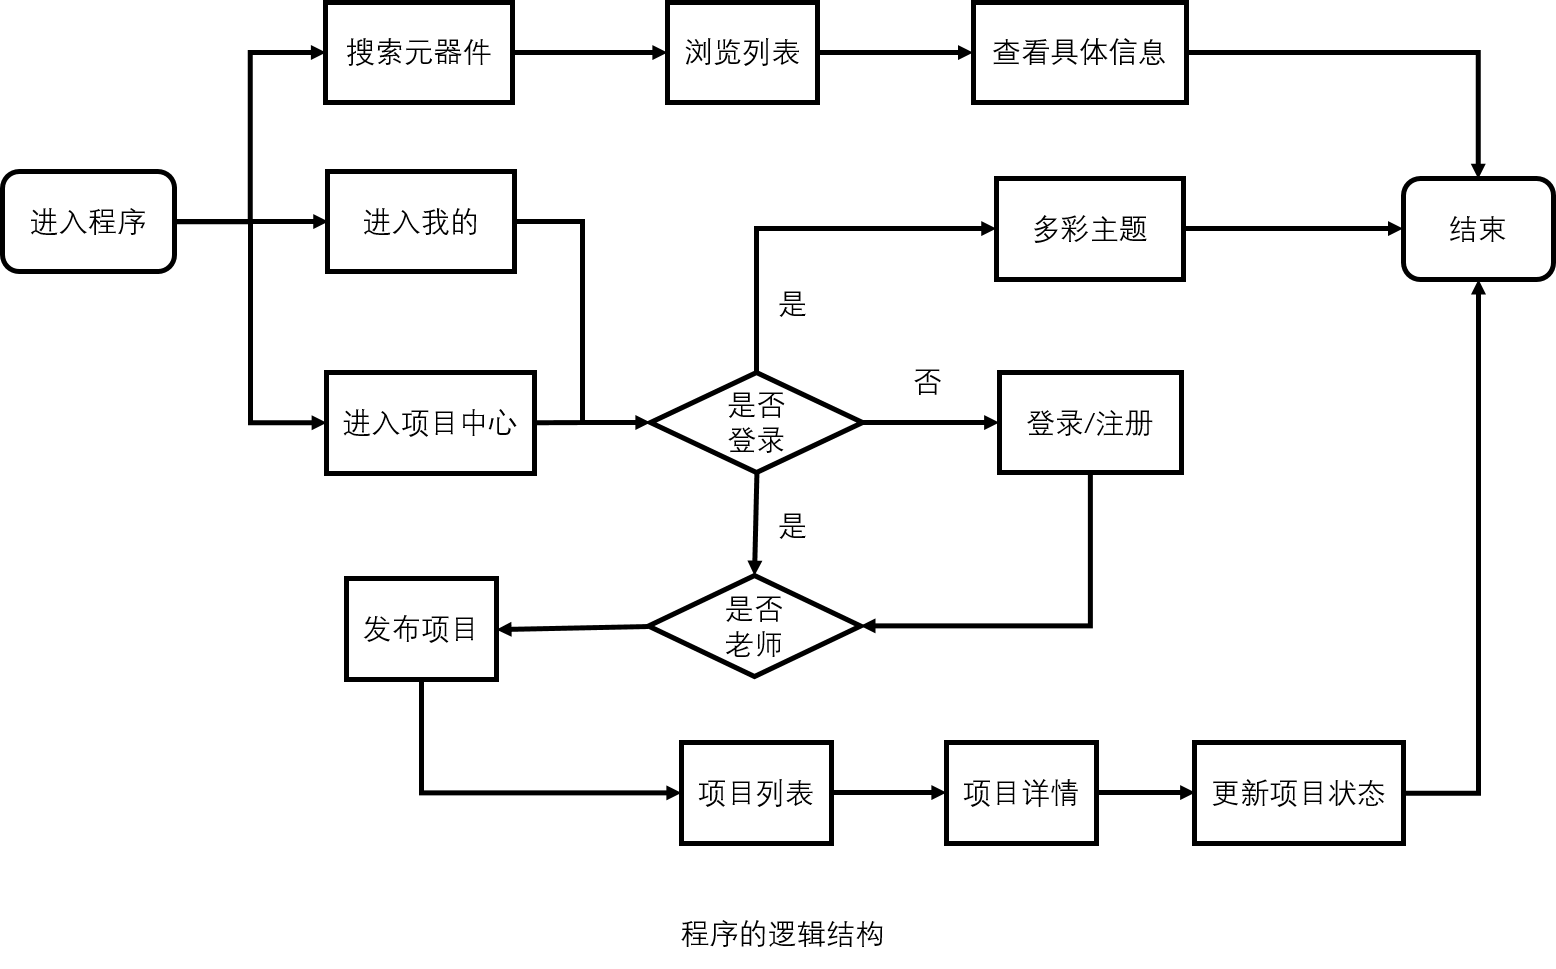 搜索元器件
浏览列表
查看具体信息
进入程序
进入我的
多彩主题
结束
是
否
进入项目中心
是否
登录
登录/注册
是
发布项目
是否
老师
项目列表
项目详情
更新项目状态
程序的逻辑结构